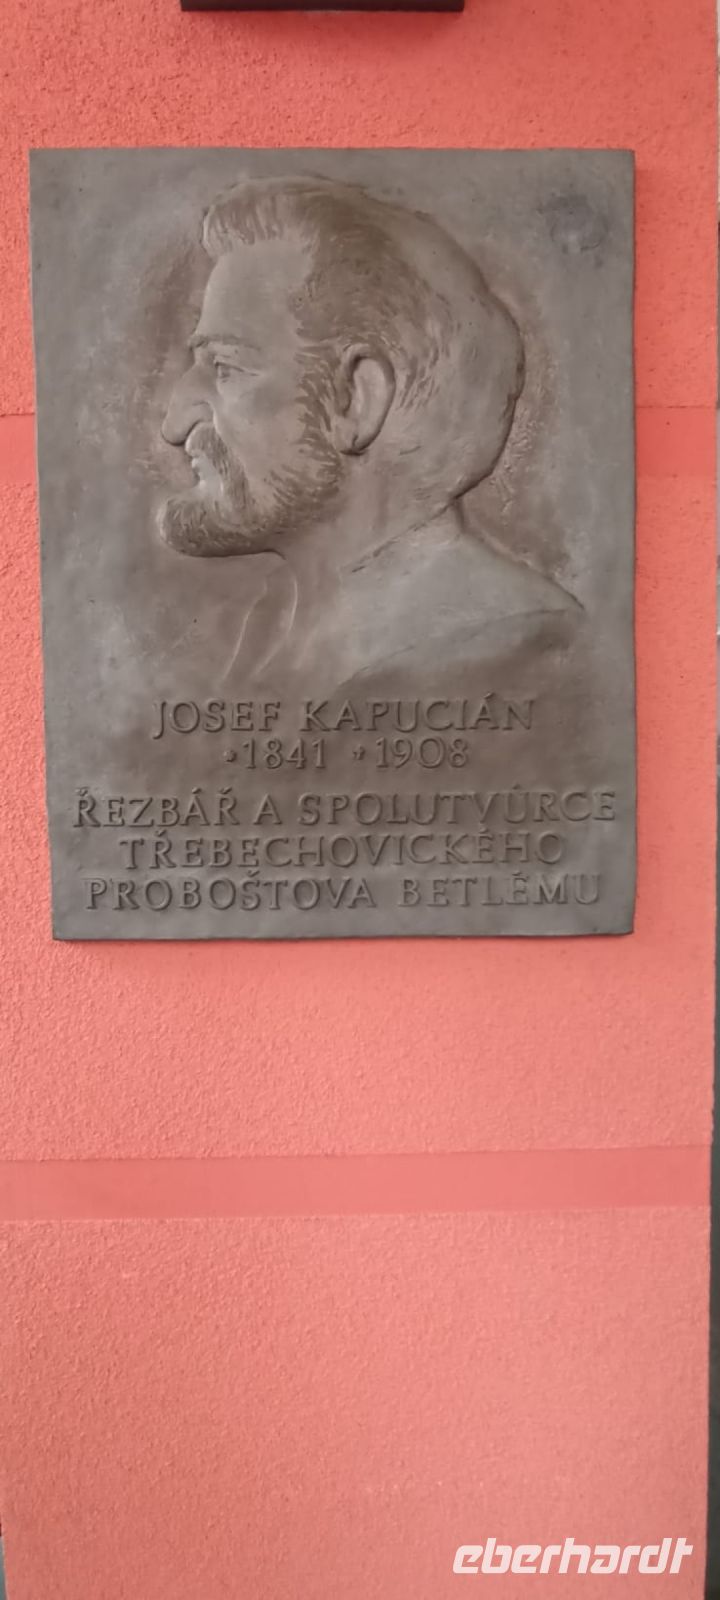 JOSEF KAPUCIÁN
*1841 †1908
ŘEZBÁŘ A SPOLUTVŮRCE
TŘEBECHOVICKÉHO
PROBOŠTOVA BETLÉMU
eberhardt